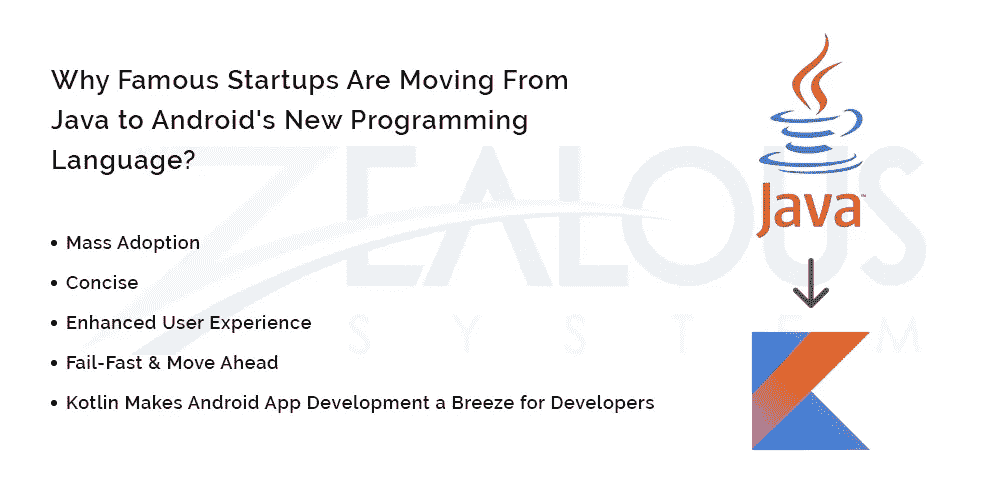 Why Famous Startups Are Moving From
Java to Android's New Programming
Language?
• Mass Adoption
• Concise
• Enhanced User Experience
• Fail-Fast & Move Ahead
• Kotlin Makes Android App Development a Breeze for Developers
Java™
ZEALOUS
SYSTEM